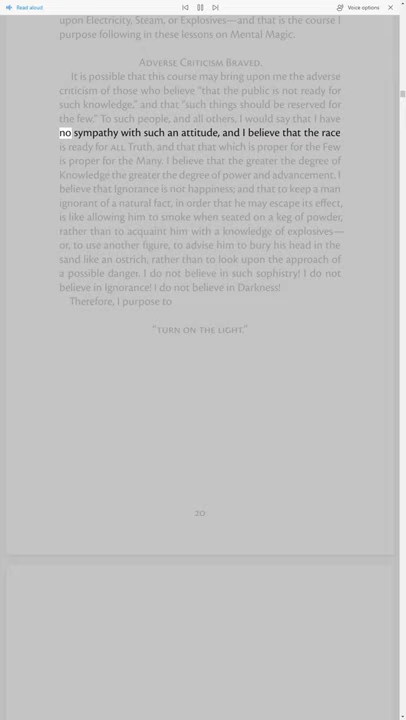 Read aloud
Voice options
upon Electricity, Steam, or Explosives—and that is the course I
purpose following in these lessons on Mental Magic.
Adverse Criticism Braved.
It is possible that this course may bring upon me the adverse
criticism of those who believe "that the public is not ready for
such knowledge," and that "such things should be reserved for
the few." To such people, and all others, I would say that I have
no sympathy with such an attitude, and I believe that the race
is ready for ALL Truth, and that that which is proper for the Few
is proper for the Many. I believe that the greater the degree of
Knowledge the greater the degree of power and advancement. I
believe that Ignorance is not happiness; and that to keep a man
ignorant of a natural fact, in order that he may escape its effect,
is like allowing him to smoke when seated on a keg of powder,
rather than to acquaint him with a knowledge of explosives—
or, to use another figure, to advise him to bury his head in the
sand like an ostrich, rather than to look upon the approach of
a possible danger. I do not believe in such sophistry! I do not
believe in Ignorance! I do not believe in Darkness!
Therefore, I purpose to
"TURN ON THE LIGHT."
20